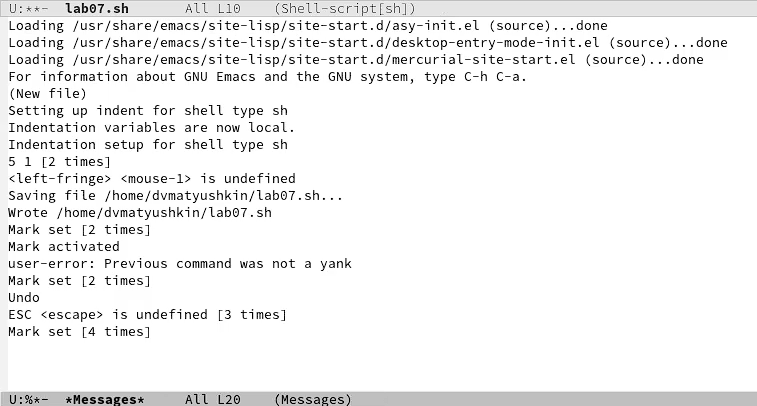 U:**-  lab07.sh       All L10    (Shell-script[sh])
Loading /usr/share/emacs/site-lisp/site-start.d/asy-init.el (source)...done
Loading /usr/share/emacs/site-lisp/site-start.d/desktop-entry-mode-init.el (source)...done
Loading /usr/share/emacs/site-lisp/site-start.d/mercurial-site-start.el (source)...done
For information about GNU Emacs and the GNU system, type C-h C-a.
(New file)
Setting up indent for shell type sh
Indentation variables are now local.
Indentation setup for shell type sh
5 1 [2 times]
<left-fringe> <mouse-1> is undefined
Saving file /home/dvmatyushkin/lab07.sh...
Wrote /home/dvmatyushkin/lab07.sh
Mark set [2 times]
Mark activated
user-error: Previous command was not a yank
Mark set [2 times]
Undo
ESC <escape> is undefined [3 times]
Mark set [4 times]
U:%*-  *Messages*     All L20    (Messages)